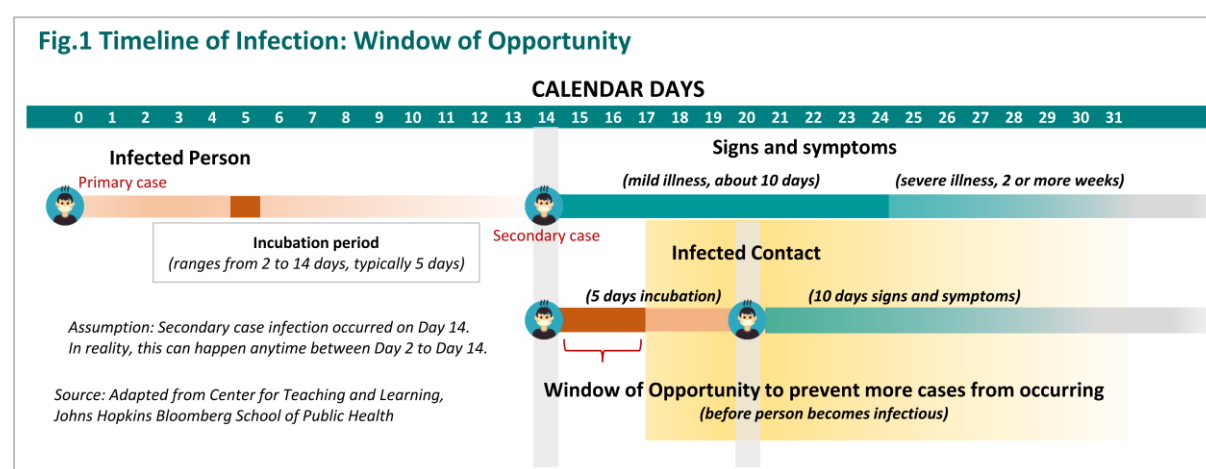 Fig.1 Timeline of Infection: Window of Opportunity
CALENDAR DAYS
0 1 2 3 4 5 6 7 8 9 10 11 12 13 14 15 16 17 18 19 20 21 22 23 24 25 26 27 28 29 30 31
Infected Person
Signs and symptoms
Primary case
(mild illness, about 10 days)
(severe illness, 2 or more weeks)
Secondary case
Incubation period
(ranges from 2 to 14 days, typically 5 days)
Infected Contact
(5 days incubation)
(10 days signs and symptoms)
Assumption: Secondary case infection occurred on Day 14.
In reality, this can happen anytime between Day 2 to Day 14.
Window of Opportunity to prevent more cases from occurring
(before person becomes infectious)
Source: Adapted from Center for Teaching and Learning,
Johns Hopkins Bloomberg School of Public Health